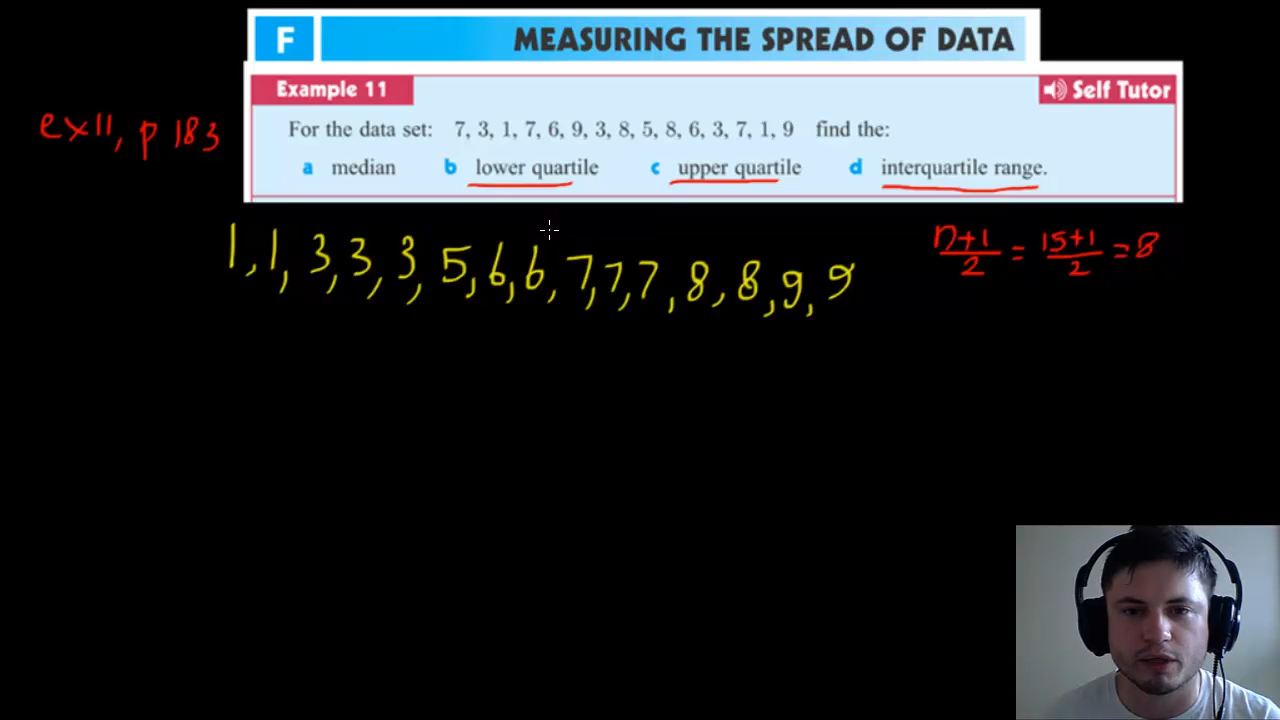 F MEASURING THE SPREAD OF DATA
Example 11 Self Tutor
ex11, p 183
For the data set: 7, 3, 1, 7, 6, 9, 3, 8, 5, 8, 6, 3, 7, 1, 9 find the:
a median b lower quartile c upper quartile d interquartile range.
1, 1, 3, 3, 3, 5, 6, 6, 7, 7, 7, 8, 8, 9, 9
n+1/2 = 15+1/2 = 8